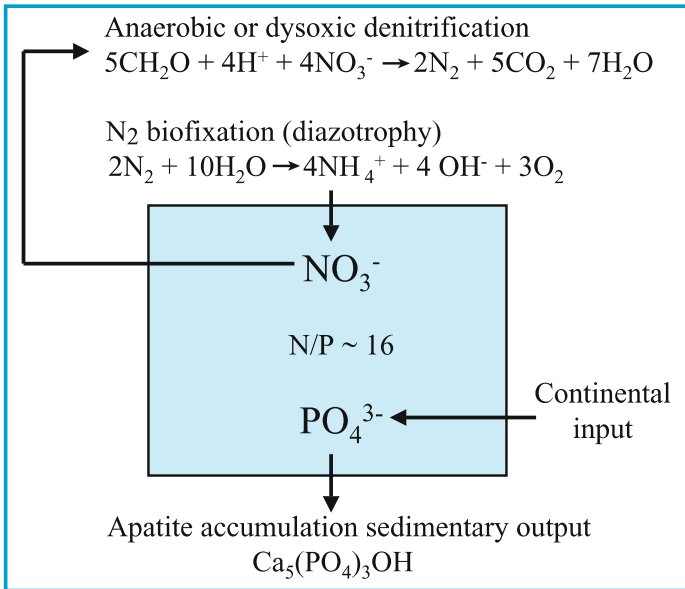 Anaerobic or dysoxic denitrification
5CH₂O + 4H⁺ + 4NO₃⁻ → 2N₂ + 5CO₂ + 7H₂O
N₂ biofixation (diazotrophy)
2N₂ + 10H₂O → 4NH₄⁺ + 4 OH⁻ + 3O₂
NO₃⁻
N/P ~ 16
PO₄³⁻
Continental
input
Apatite accumulation sedimentary output
Ca₅(PO₄)₃OH